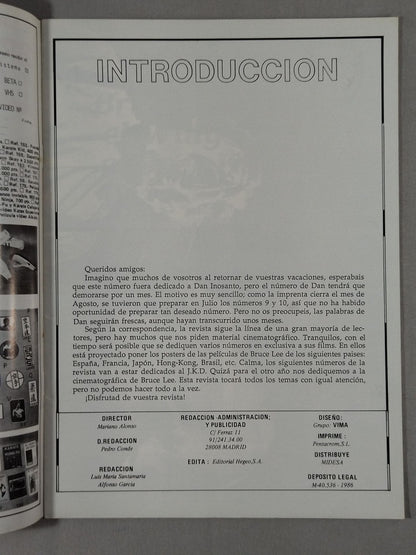 BETA
VHS
VIDEO Nº
INTRODUCCION
Queridos amigos:
Imagino que muchos de vosotros al retornar de vuestras vacaciones, esperabais
que este número fuera dedicado a Dan Inosanto, pero el número de Dan tendrá que
demorarse por un mes. El motivo es muy sencillo; como la imprenta cierra el mes de
Agosto, se tuvieron que preparar en Julio los números 9 y 10, así que no ha habido
oportunidad de preparar tan deseado número. Pero no os preocupeis, las palabras de
Dan seguirán frescas, aunque hayan transcurrido unos meses.
Según la correspondencia, la revista sigue la línea de una gran mayoría de lec-
tores, pero hay muchos que nos piden material cinematográfico. Tranquilos, con el
tiempo será posible que se dediquen varios números en exclusiva a sus films. En ellos
está proyectado poner los posters de las películas de Bruce Lee de los siguientes paises:
España, Francia, Japón, Hong-Kong, Brasil, etc. Calma, los siguientes números de la
revista van a estar dedicados al J.K.D. Quizá para el otro año nos dediquemos a la
cinematográfica de Bruce Lee. Esta revista tocará todos los temas con igual atención,
pero no podemos hacer todo a la vez.
¡Disfrutad de vuestra revista!
DIRECTOR
Mariano Alonso
D.REDACCION
Pedro Conde
REDACCION
Luis María Santamaría
Alfonso García
REDACCION-ADMINISTRACION;
Y PUBLICIDAD
C/ Ferraz 11
91/241.34.00
28008 MADRID
EDITA : Editorial Hegeo,S.A.
DISEÑO:
Grupo: VIMA
IMPRIME :
Pentacrom,S.L.
DISTRIBUYE
MIDESA
DEPOSITO LEGAL
M-40.536 - 1986